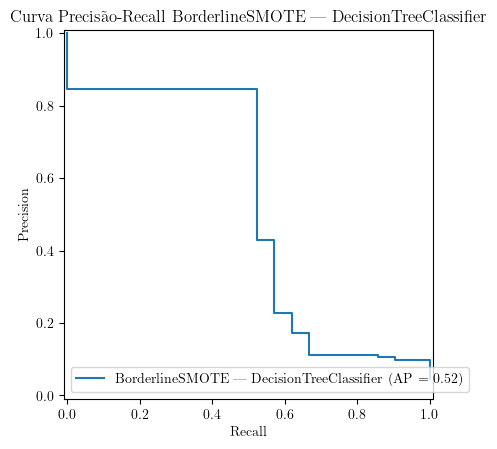 Curva Precisão-Recall BorderlineSMOTE — DecisionTreeClassifier
1.0
0.8
0.6
0.4
0.2
0.0
Precision
BorderlineSMOTE — DecisionTreeClassifier (AP = 0.52)
0.0 0.2 0.4 0.6 0.8 1.0
Recall